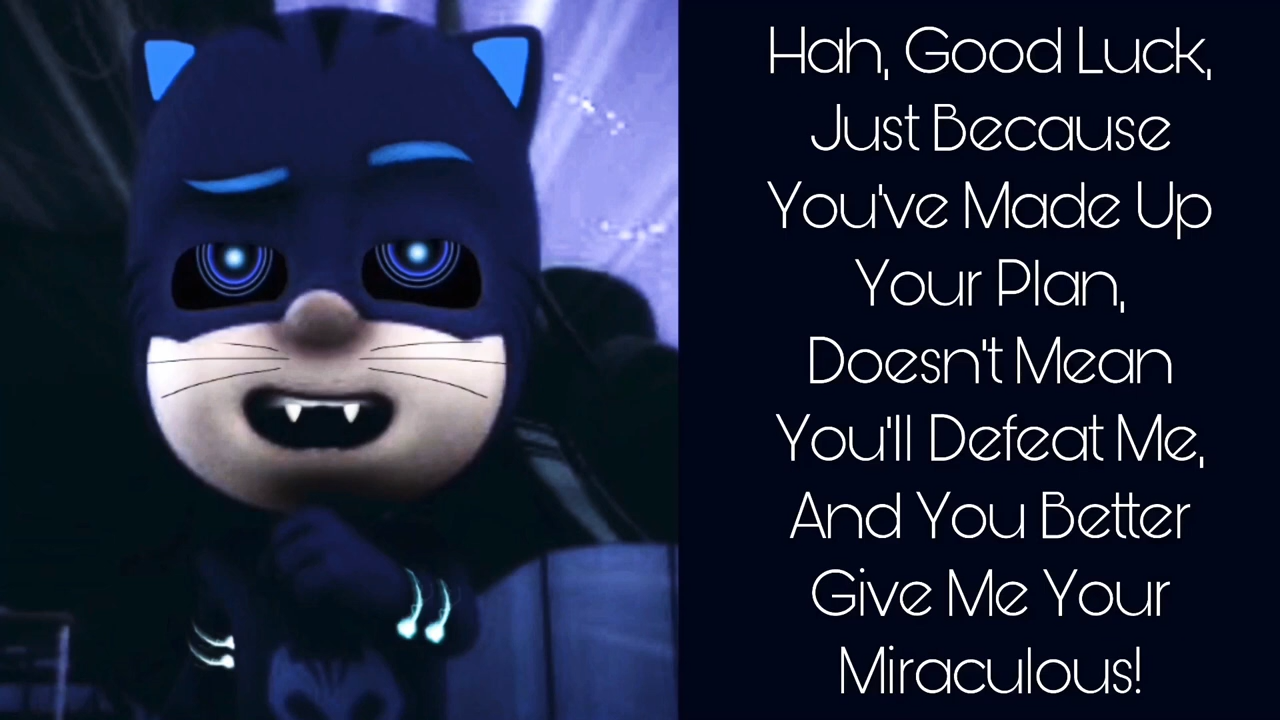 Hah, Good Luck,
Just Because
You've Made Up
Your Plan,
Doesn't Mean
You'll Defeat Me,
And You Better
Give Me Your
Miraculous!